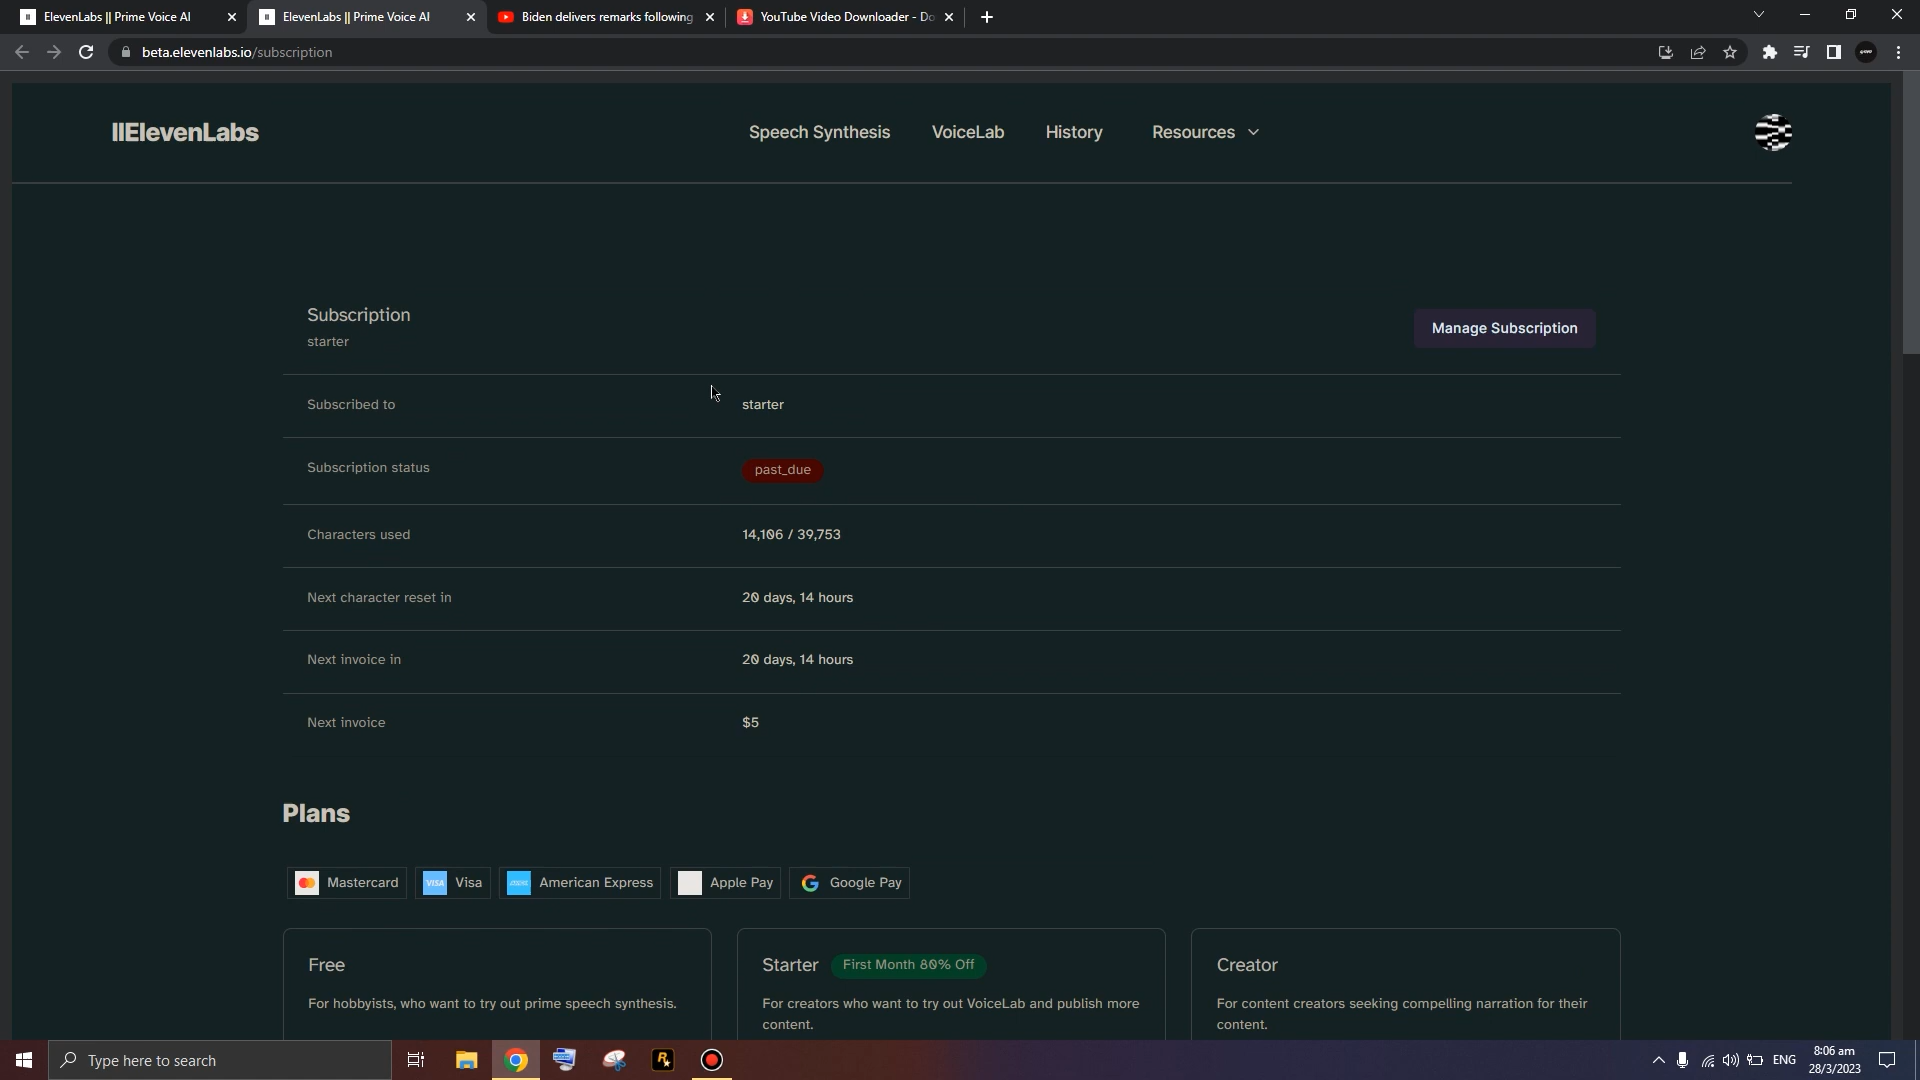 ElevenLabs || Prime Voice AI
ElevenLabs || Prime Voice AI
Biden delivers remarks following
YouTube Video Downloader - Do
beta.elevenlabs.io/subscription
IIElevenLabs
Speech Synthesis
VoiceLab
History
Resources
Subscription
starter
Manage Subscription
Subscribed to
starter
Subscription status
past_due
Characters used
14,106 / 39,753
Next character reset in
20 days, 14 hours
Next invoice in
20 days, 14 hours
Next invoice
$5
Plans
Mastercard
VISA
Visa
American Express
Apple Pay
Google Pay
Free
For hobbyists, who want to try out prime speech synthesis.
Starter
First Month 80% Off
For creators who want to try out VoiceLab and publish more
content.
Creator
For content creators seeking compelling narration for their
content.
Type here to search
ENG
8:06 am
28/3/2023